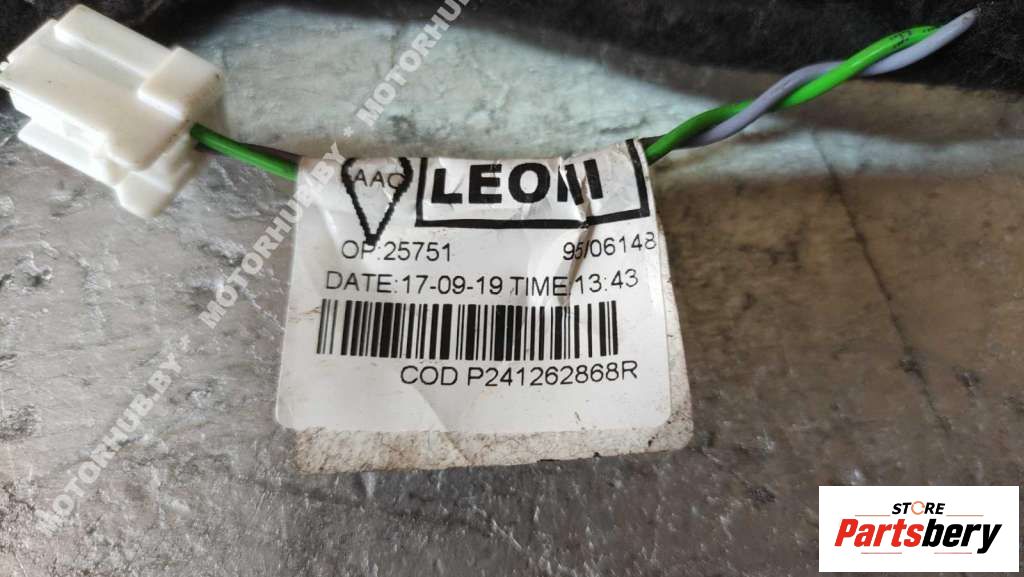 AAC LEONI
OP:25751 95/06148
DATE:17-09-19 TIME:13:43
COD P241262868R
MOTORHUB.BY * MOTORHUB.BY * MOTORHUB
STORE
Partsbery